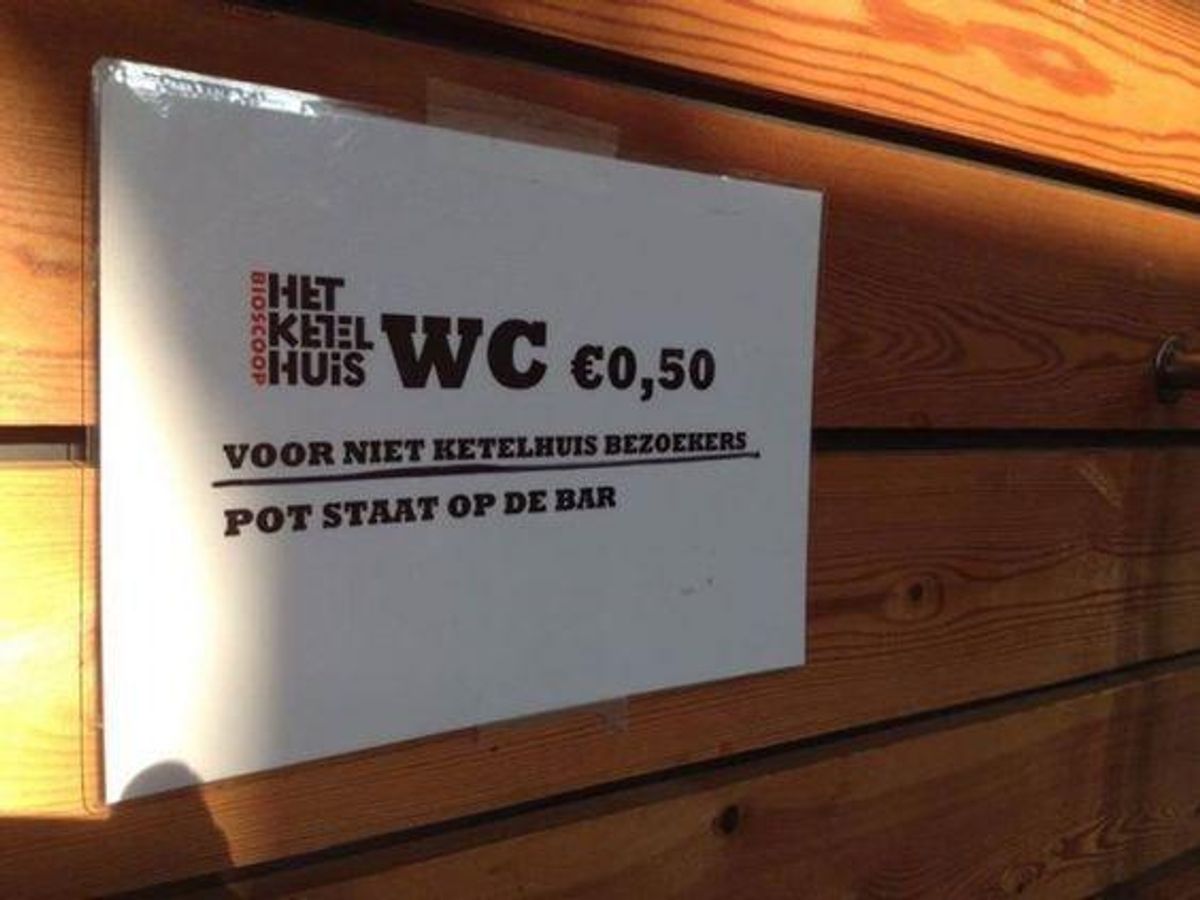 BIOSCOOP
HET
KETEL
HUIS
WC €0,50
VOOR NIET KETELHUIS BEZOEKERS
POT STAAT OP DE BAR